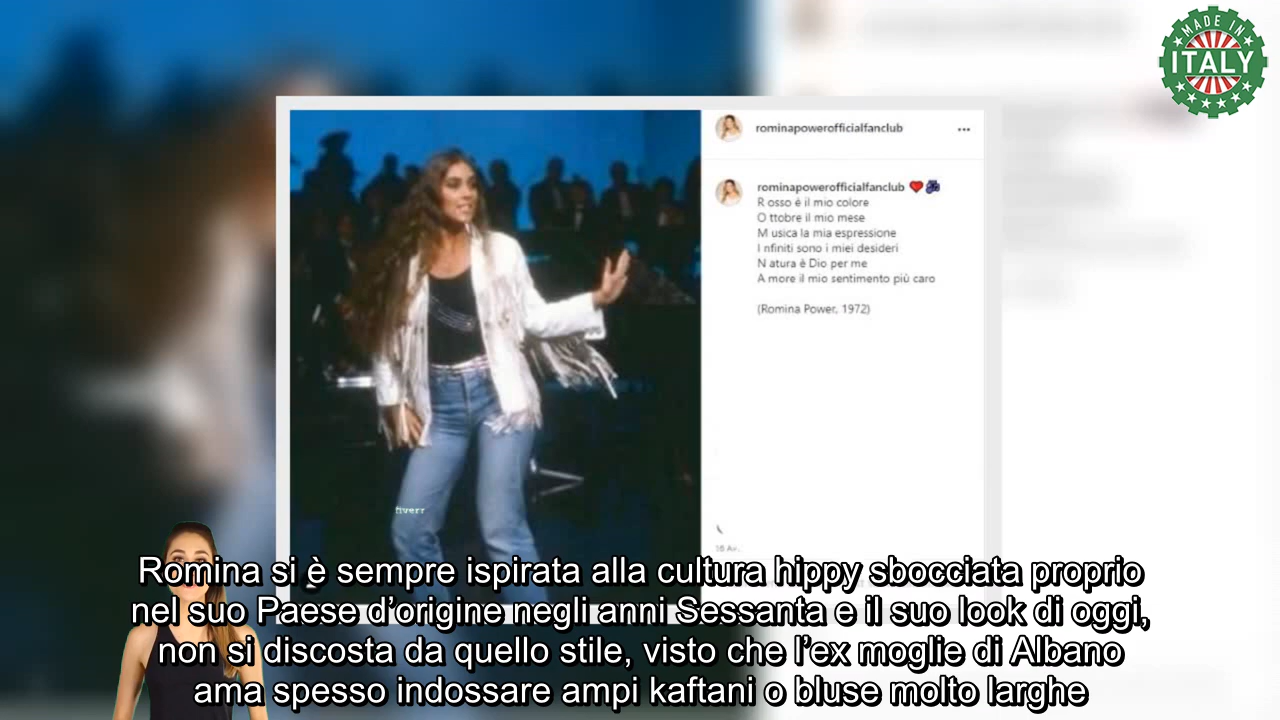 MADE IN
ITALY
rominapowerofficialfanclub
rominapowerofficialfanclub
R osso è il mio colore
O ttobre il mio mese
M usica la mia espressione
I nfiniti sono i miei desideri
N atura è Dio per me
A more il mio sentimento più caro
(Romina Power, 1972)
fiverr
16 Av.
Romina si è sempre ispirata alla cultura hippy sbocciata proprio
nel suo Paese d’origine negli anni Sessanta e il suo look di oggi,
non si discosta da quello stile, visto che l’ex moglie di Albano
ama spesso indossare ampi kaftani o bluse molto larghe